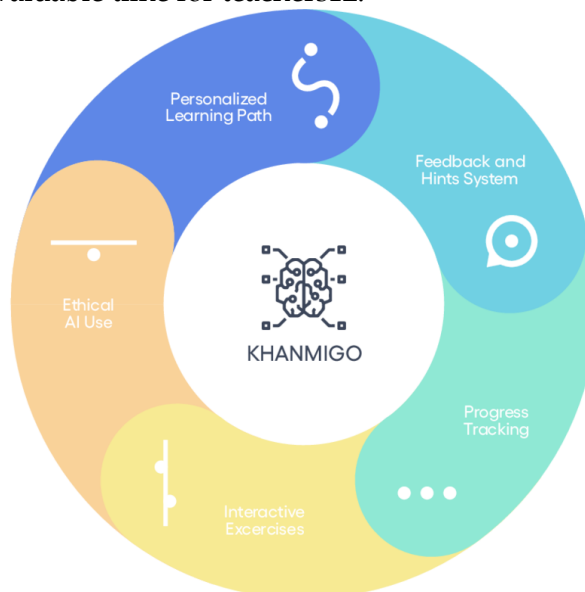 Personalized
Learning Path
Feedback and
Hints System
Ethical
AI Use
KHANMIGO
Progress
Tracking
Interactive
Excercises